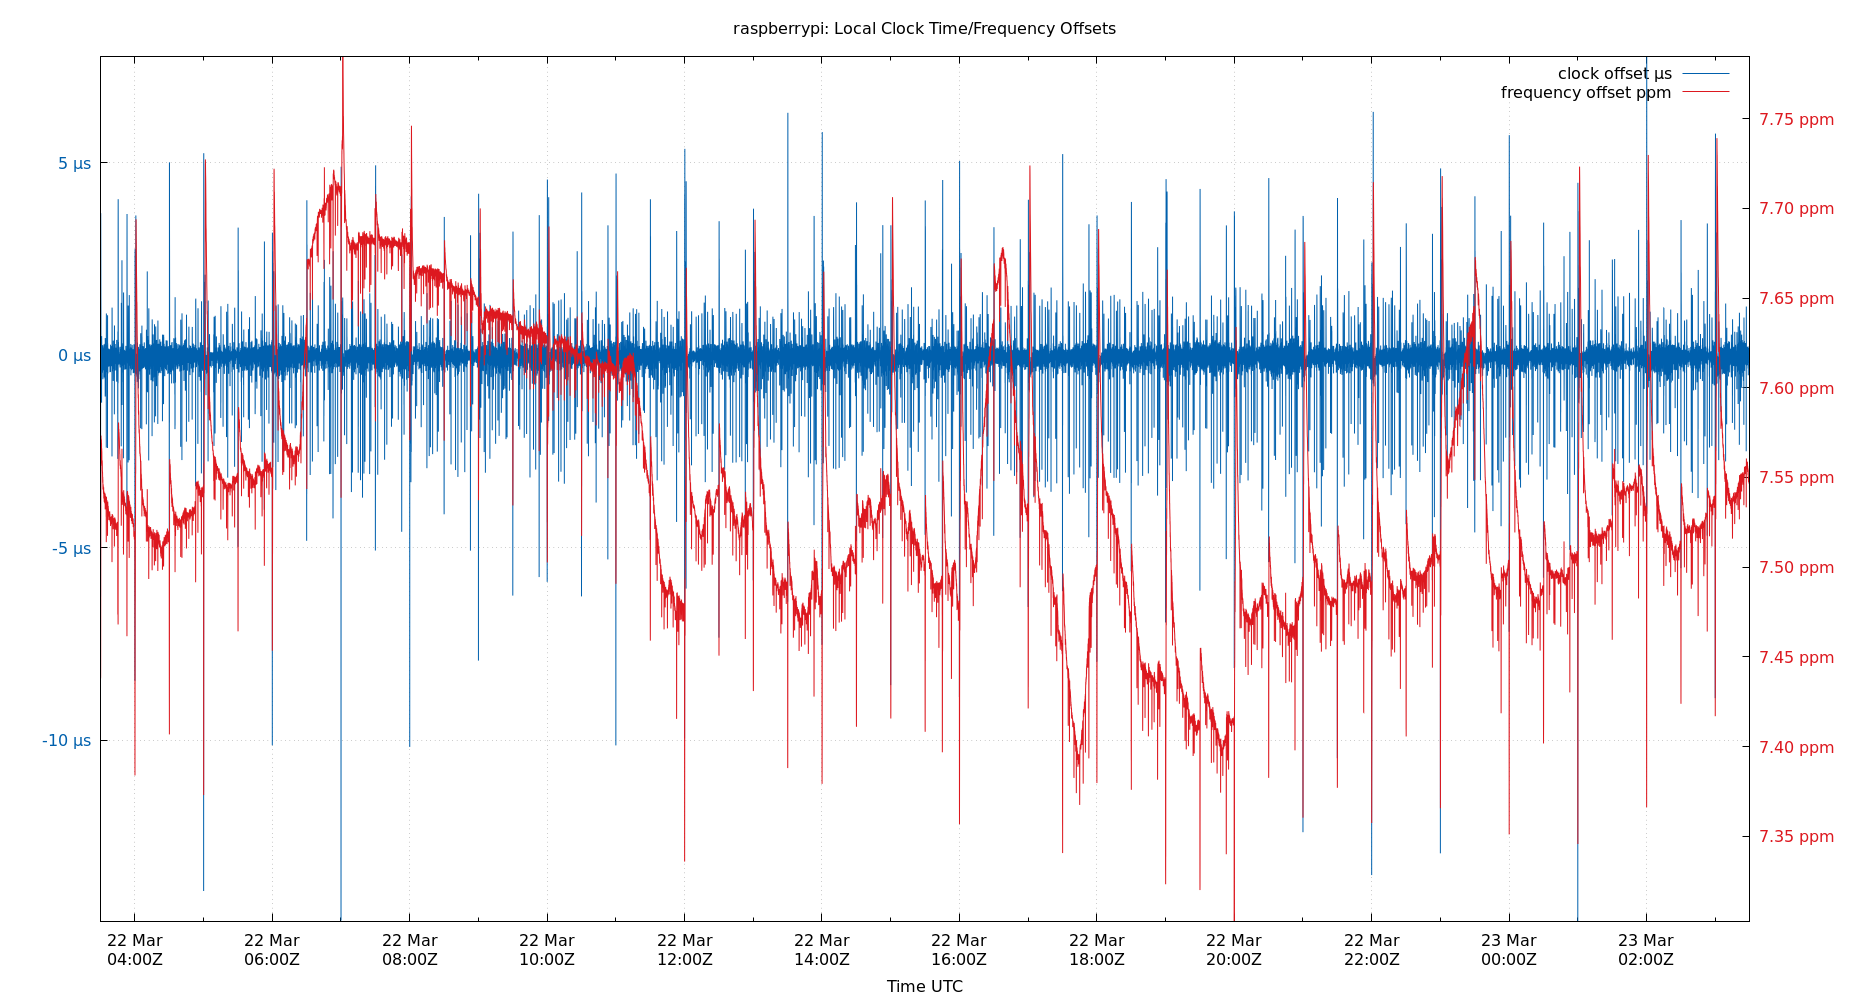 raspberrypi: Local Clock Time/Frequency Offsets
clock offset µs
frequency offset ppm
5 µs
0 µs
-5 µs
-10 µs
7.75 ppm
7.70 ppm
7.65 ppm
7.60 ppm
7.55 ppm
7.50 ppm
7.45 ppm
7.40 ppm
7.35 ppm
22 Mar 22 Mar 22 Mar 22 Mar 22 Mar 22 Mar 22 Mar 22 Mar 22 Mar 22 Mar 23 Mar 23 Mar
04:00Z 06:00Z 08:00Z 10:00Z 12:00Z 14:00Z 16:00Z 18:00Z 20:00Z 22:00Z 00:00Z 02:00Z
Time UTC